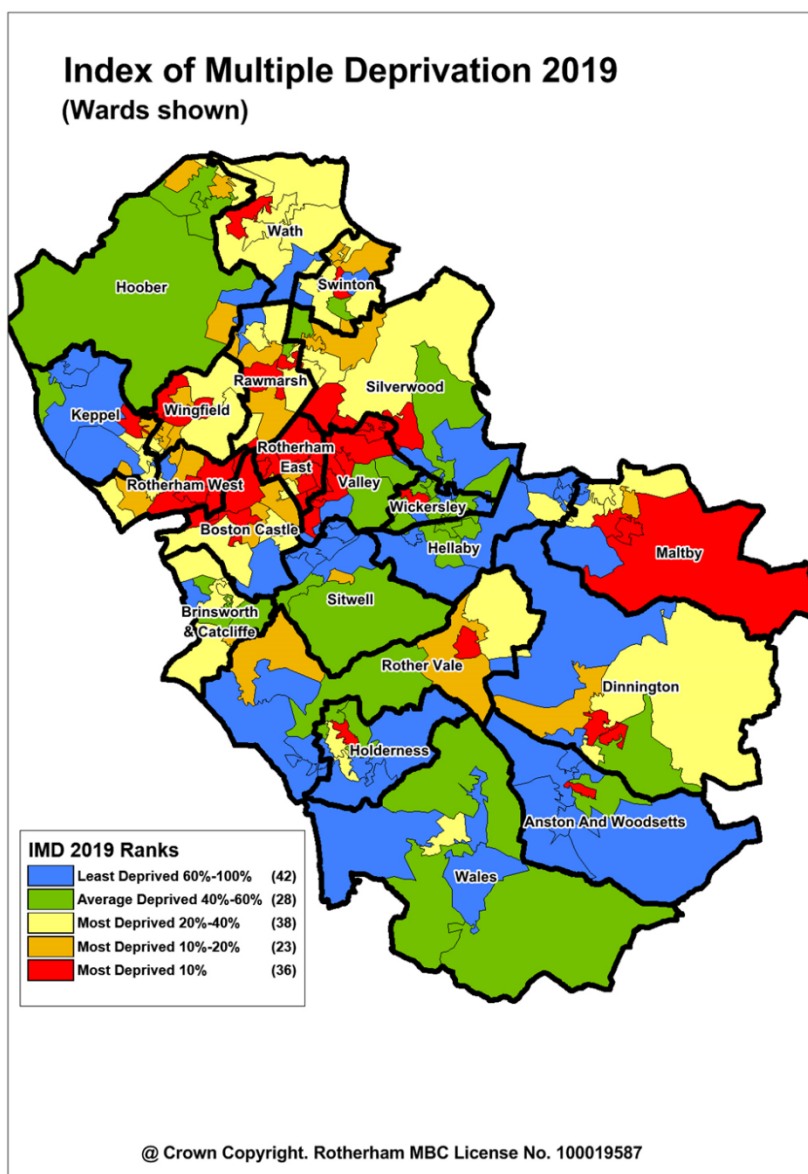 Index of Multiple Deprivation 2019
(Wards shown)
Wath
Hoober
Swinton
Silverwood
Rawmarsh
Keppel
Wingfield
Rotherham
East
Rotherham West
Valley
Wickersley
Boston Castle
Hellaby
Maltby
Sitwell
Brinsworth
& Catcliffe
Rother Vale
Dinnington
Holderness
Anston And Woodsetts
Wales
IMD 2019 Ranks
Least Deprived 60%-100% (42)
Average Deprived 40%-60% (28)
Most Deprived 20%-40% (38)
Most Deprived 10%-20% (23)
Most Deprived 10% (36)
@ Crown Copyright. Rotherham MBC License No. 100019587